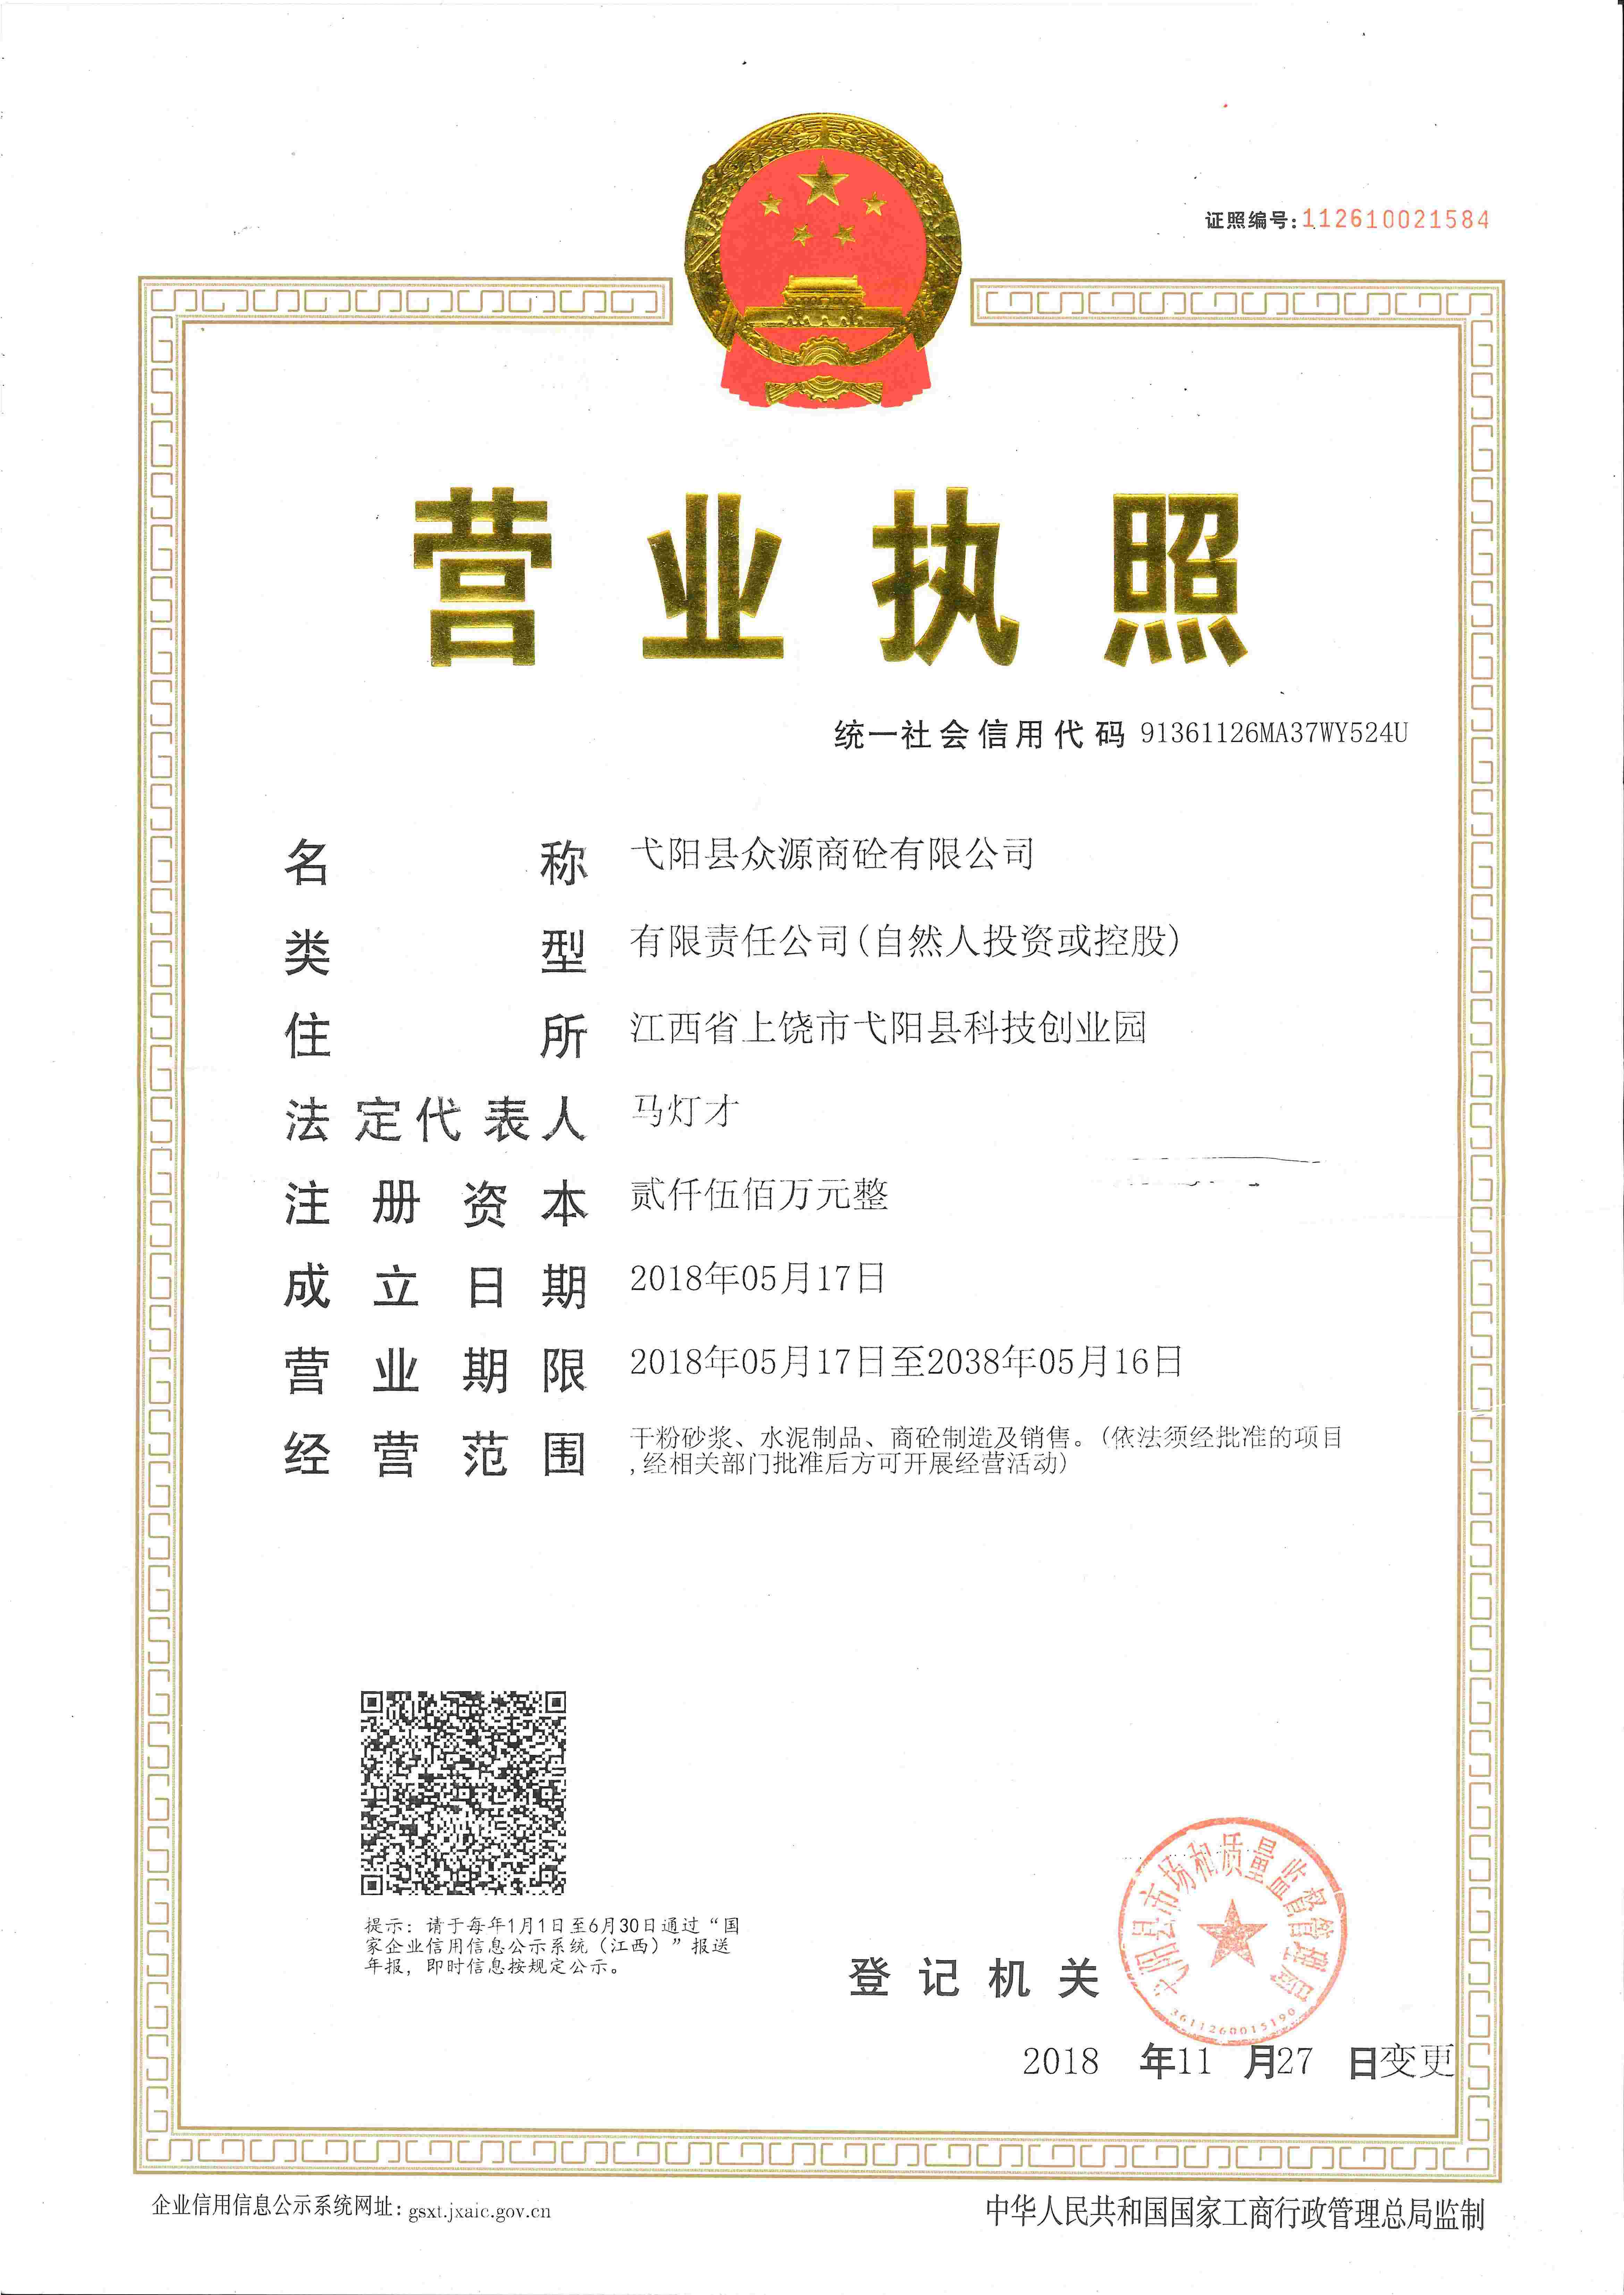 证照编号:112610021584
营业执照
统一社会信用代码 91361126MA37WY524U
名称 弋阳县众源商砼有限公司
类型 有限责任公司(自然人投资或控股)
住所 江西省上饶市弋阳县科技创业园
法定代表人 马灯才
注册资本 贰仟伍佰万元整
成立日期 2018年05月17日
营业期限 2018年05月17日至2038年05月16日
经营范围 干粉砂浆、水泥制品、商砼制造及销售。(依法须经批准的项目
,经相关部门批准后方可开展经营活动)
提示：请于每年1月1日至6月30日通过“国
家企业信用信息公示系统（江西）”报送
年报，即时信息按规定公示。
登记机关
弋阳县市场和质量监督管理局
3611260015190
2018 年11 月27 日变更
企业信用信息公示系统网址：gsxt.jxaic.gov.cn
中华人民共和国国家工商行政管理总局监制